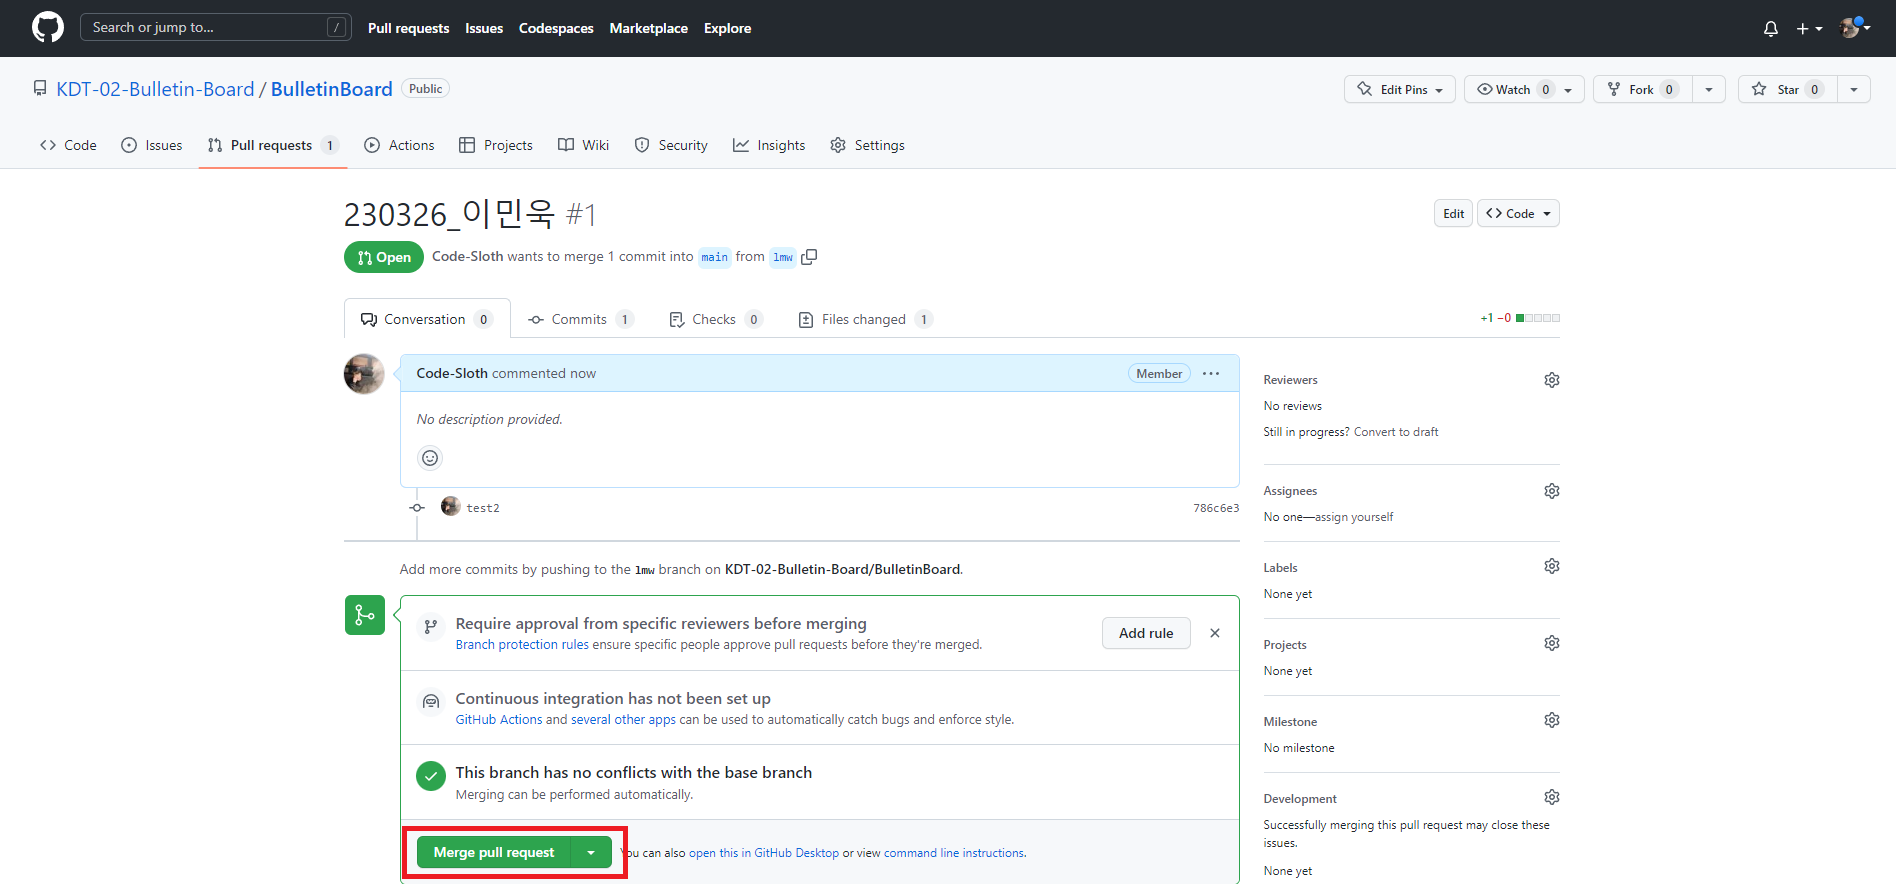 Search or jump to... /
Pull requests Issues Codespaces Marketplace Explore
KDT-02-Bulletin-Board / BulletinBoard Public
Edit Pins Watch 0 Fork 0 Star 0
Code Issues Pull requests 1 Actions Projects Wiki Security Insights Settings
230326_이민욱 #1
Edit Code
Open Code-Sloth wants to merge 1 commit into main from lmw
Conversation 0 Commits 1 Checks 0 Files changed 1
+1 −0
Code-Sloth commented now
Member
No description provided.
test2 786c6e3
Add more commits by pushing to the lmw branch on KDT-02-Bulletin-Board/BulletinBoard.
Require approval from specific reviewers before merging
Branch protection rules ensure specific people approve pull requests before they're merged.
Add rule
Continuous integration has not been set up
GitHub Actions and several other apps can be used to automatically catch bugs and enforce style.
This branch has no conflicts with the base branch
Merging can be performed automatically.
Merge pull request
You can also open this in GitHub Desktop or view command line instructions.
Reviewers
No reviews
Still in progress? Convert to draft
Assignees
No one—assign yourself
Labels
None yet
Projects
None yet
Milestone
No milestone
Development
Successfully merging this pull request may close these
issues.
None yet